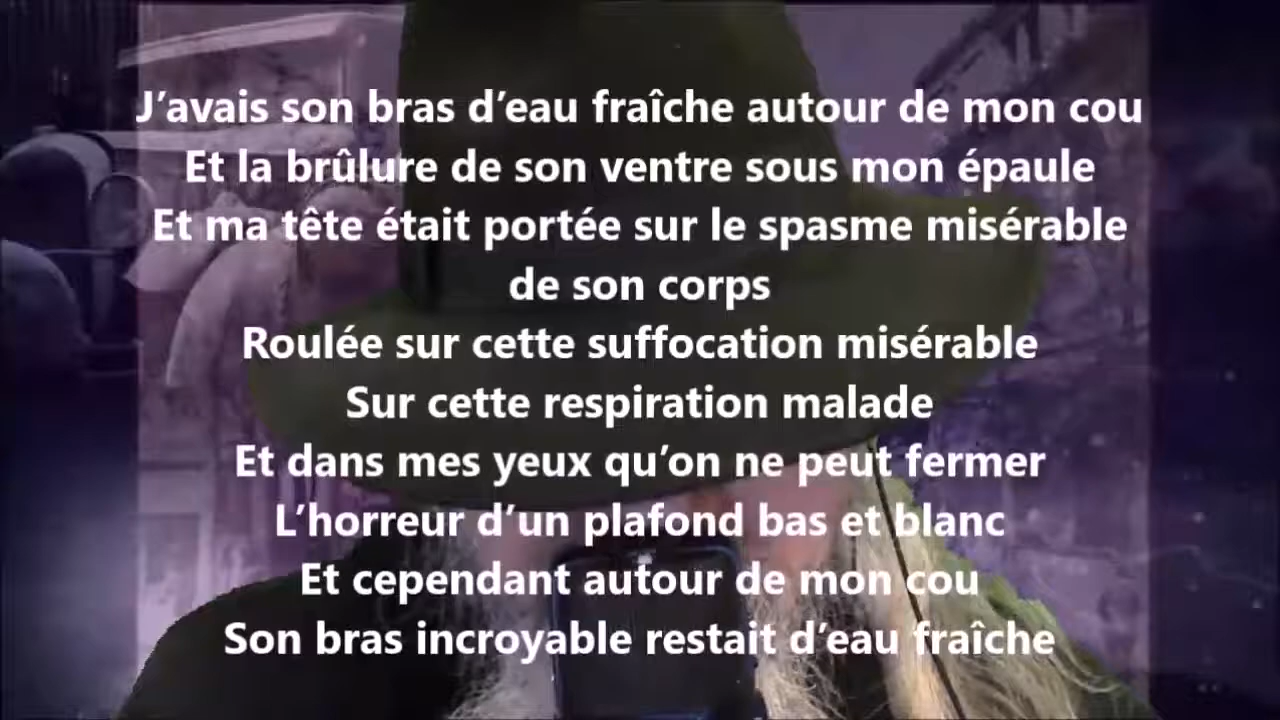 J’avais son bras d’eau fraîche autour de mon cou
Et la brûlure de son ventre sous mon épaule
Et ma tête était portée sur le spasme misérable
de son corps
Roulée sur cette suffocation misérable
Sur cette respiration malade
Et dans mes yeux qu’on ne peut fermer
L’horreur d’un plafond bas et blanc
Et cependant autour de mon cou
Son bras incroyable restait d’eau fraîche